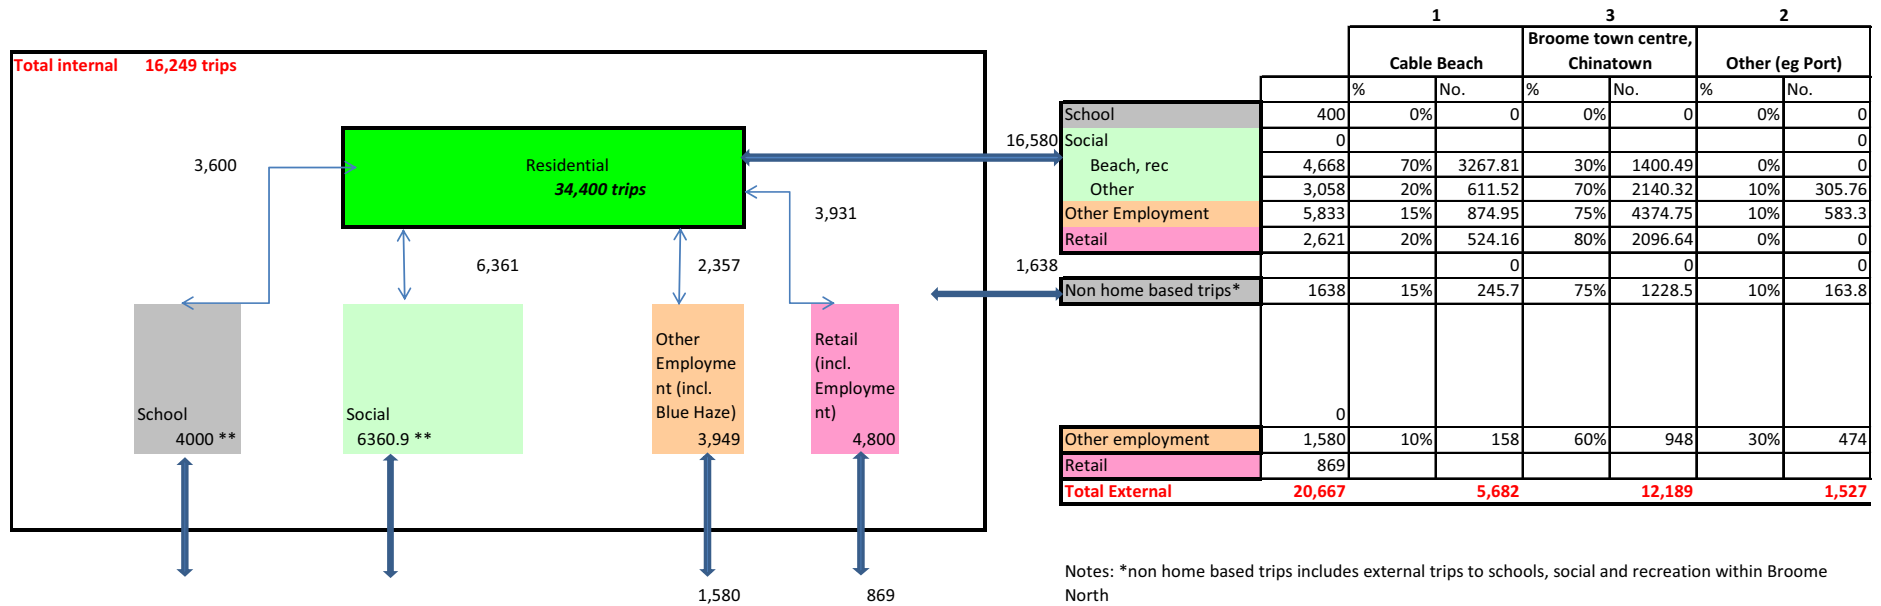 Total internal 16,249 trips
Residential
34,400 trips
3,600
3,931
6,361
2,357
School
4000 **
Social
6360.9 **
Other
Employme
nt (incl.
Blue Haze)
3,949
Retail
(incl.
Employme
nt)
4,800
1,580
869
16,580
1,638
1 3 2
Cable Beach Broome town centre, Chinatown Other (eg Port)
% No. % No. % No.
School 400 0% 0 0% 0 0% 0
Social 0 0
Beach, rec 4,668 70% 3267.81 30% 1400.49 0% 0
Other 3,058 20% 611.52 70% 2140.32 10% 305.76
Other Employment 5,833 15% 874.95 75% 4374.75 10% 583.3
Retail 2,621 20% 524.16 80% 2096.64 0% 0
0 0 0
Non home based trips* 1638 15% 245.7 75% 1228.5 10% 163.8
0
Other employment 1,580 10% 158 60% 948 30% 474
Retail 869
Total External 20,667 5,682 12,189 1,527
Notes: *non home based trips includes external trips to schools, social and recreation within Broome
North